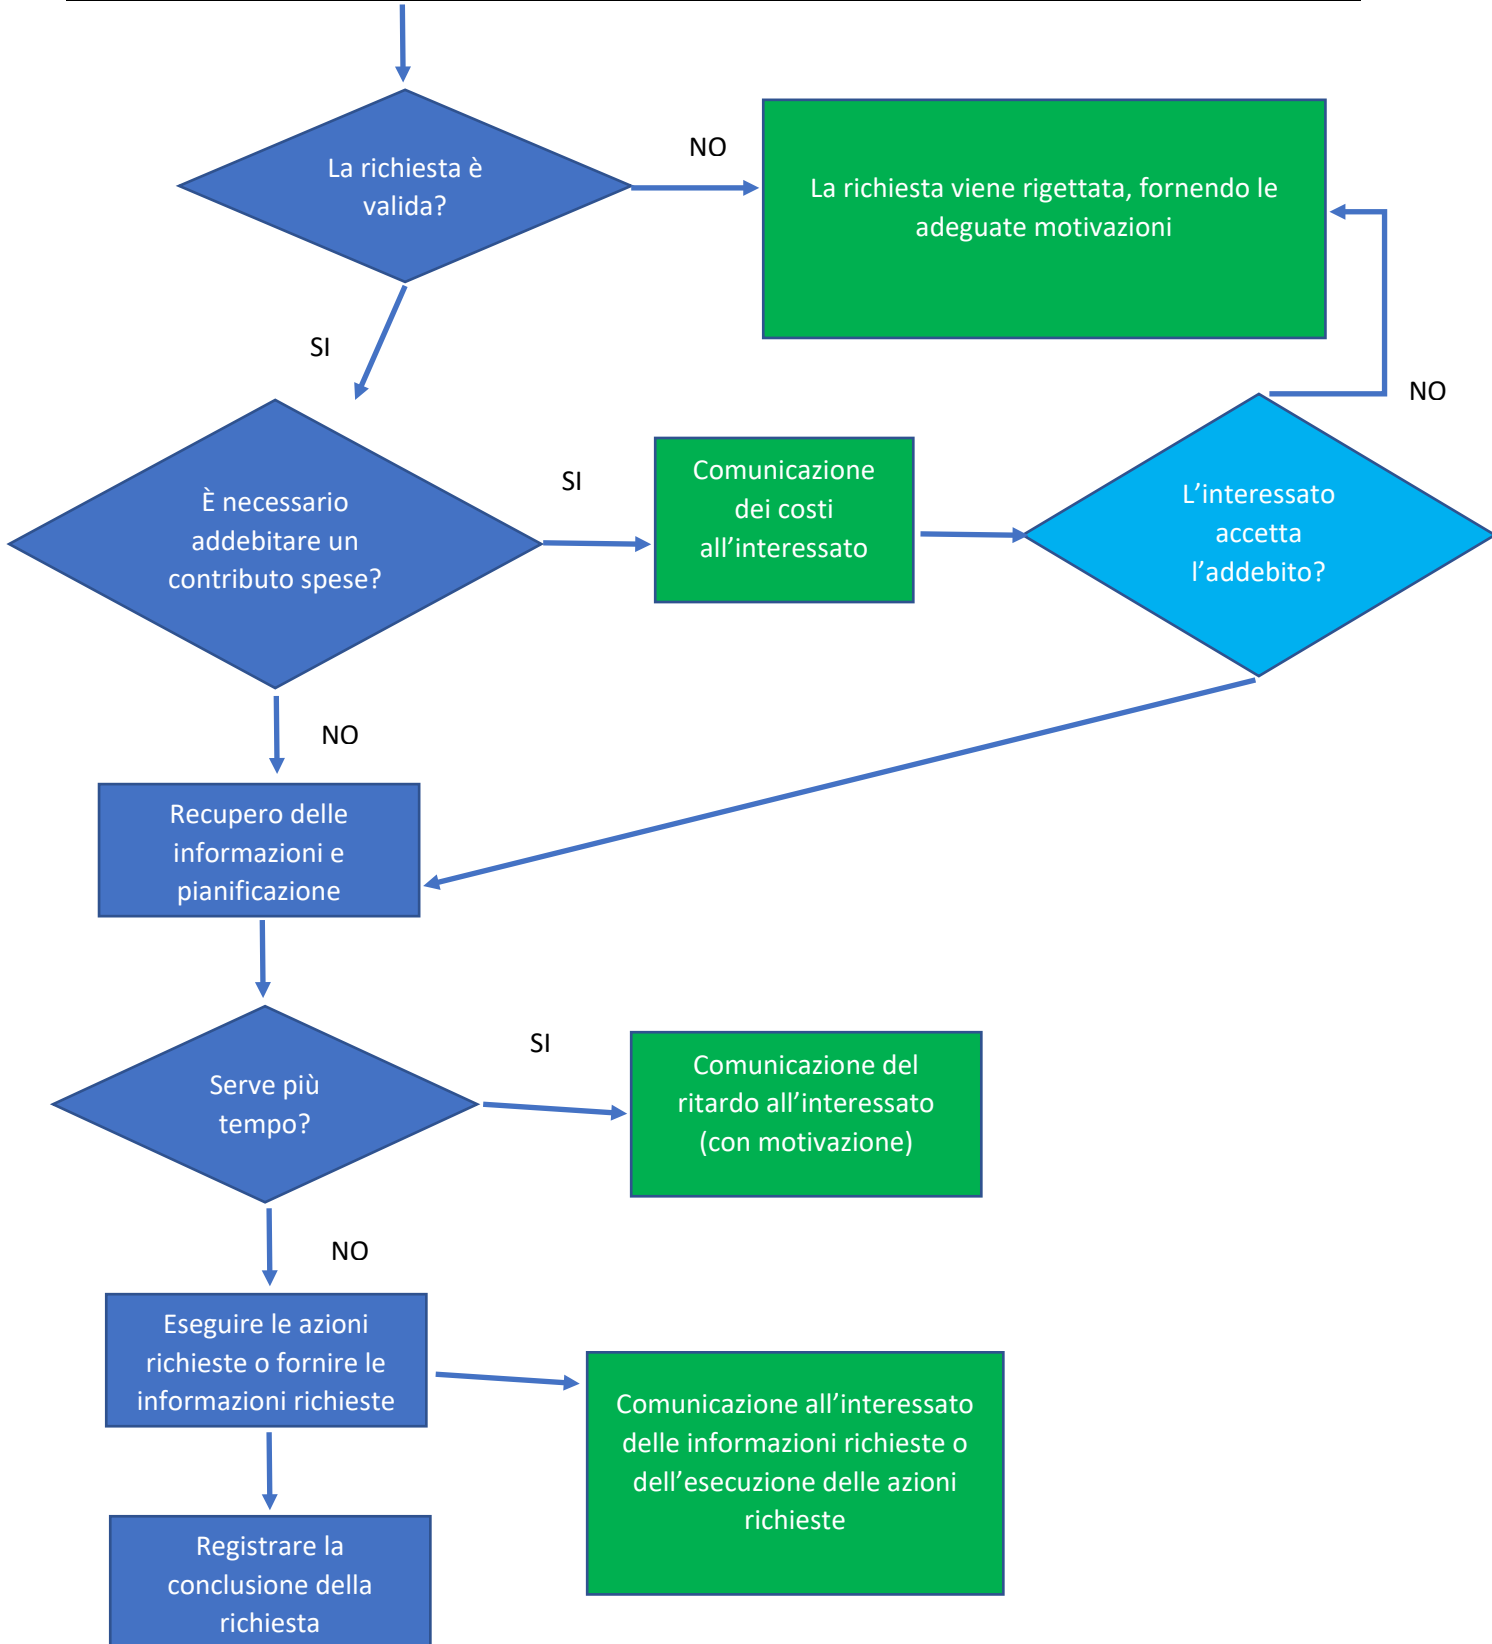 La richiesta è
valida?
NO
La richiesta viene rigettata, fornendo le
adeguate motivazioni
SI
NO
È necessario
addebitare un
contributo spese?
SI
Comunicazione
dei costi
all’interessato
L’interessato
accetta
l’addebito?
NO
Recupero delle
informazioni e
pianificazione
Serve più
tempo?
SI
Comunicazione del
ritardo all’interessato
(con motivazione)
NO
Eseguire le azioni
richieste o fornire le
informazioni richieste
Comunicazione all’interessato
delle informazioni richieste o
dell’esecuzione delle azioni
richieste
Registrare la
conclusione della
richiesta